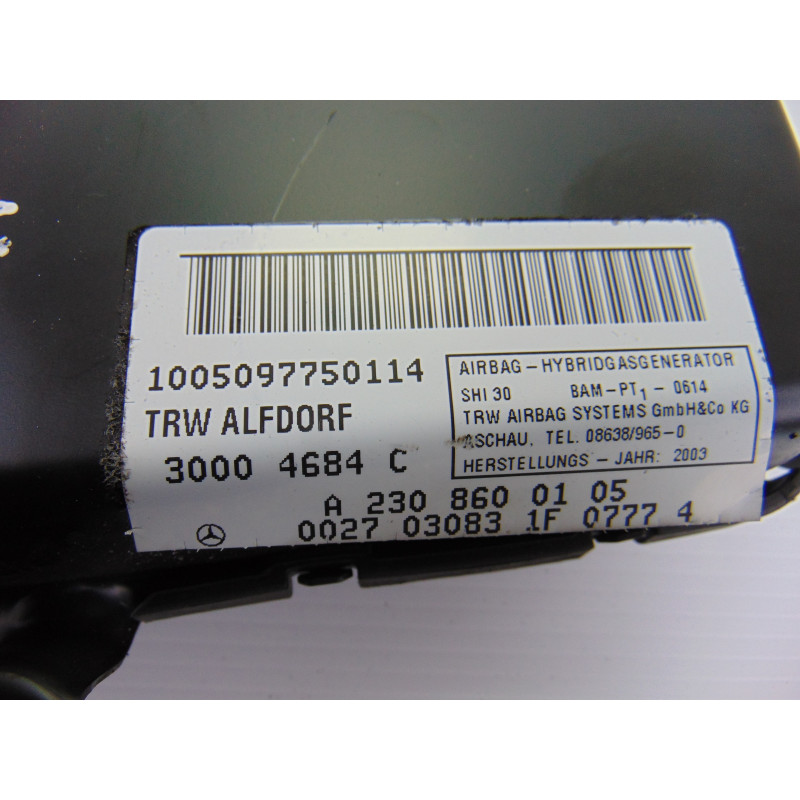 1005097750114
TRW ALFDORF
30004 4684 C
AIRBAG - HYBRIDGASGENERATOR
SHI 30 BAM-PT1 - 0614
TRW AIRBAG SYSTEMS GmbH&Co KG
ASCHAU. TEL. 08638/965-0
HERSTELLUNGS - JAHR: 2003
A 230 860 01 05
0027 03083 1F 0777 4